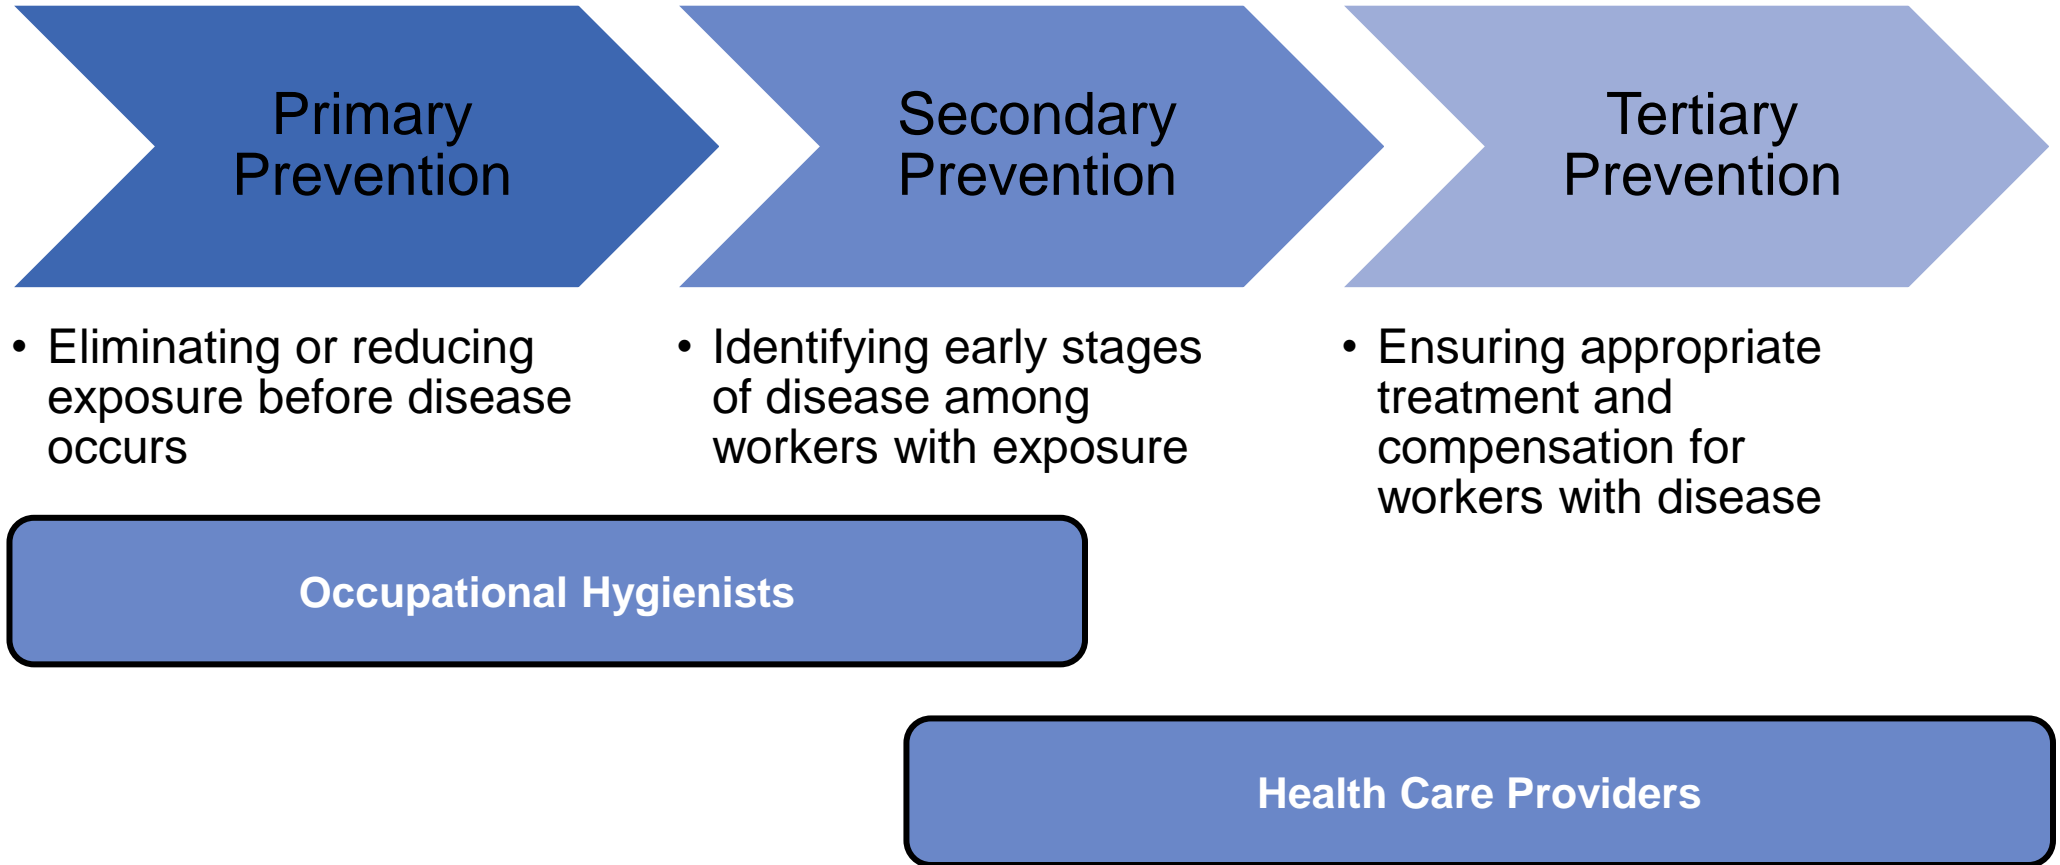 Primary
Prevention
Secondary
Prevention
Tertiary
Prevention
• Eliminating or reducing
exposure before disease
occurs
• Identifying early stages
of disease among
workers with exposure
• Ensuring appropriate
treatment and
compensation for
workers with disease
Occupational Hygienists
Health Care Providers